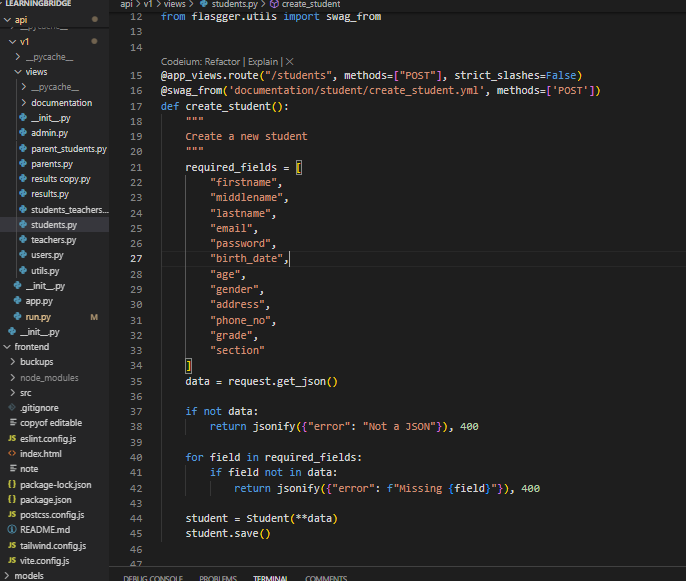 LEARNINGBRIDGE
api
__pycache__
v1
__pycache__
views
__pycache__
documentation
__init__.py
admin.py
parent_students.py
parents.py
results copy.py
results.py
students_teachers...
students.py
teachers.py
users.py
utils.py
__init__.py
app.py
run.py M
__init__.py
frontend
buckups
node_modules
src
.gitignore
copyof editable
eslint.config.js
index.html
note
package-lock.json
package.json
postcss.config.js
README.md
tailwind.config.js
vite.config.js
models
api > v1 > views > students.py > create_student
12 from flasgger.utils import swag_from
13
14
Codeium: Refactor | Explain | X
15 @app_views.route("/students", methods=["POST"], strict_slashes=False)
16 @swag_from('documentation/student/create_student.yml', methods=['POST'])
17 def create_student():
18 """
19 Create a new student
20 """
21 required_fields = [
22 "firstname",
23 "middlename",
24 "lastname",
25 "email",
26 "password",
27 "birth_date",
28 "age",
29 "gender",
30 "address",
31 "phone_no",
32 "grade",
33 "section"
34 ]
35 data = request.get_json()
36
37 if not data:
38 return jsonify({"error": "Not a JSON"}), 400
39
40 for field in required_fields:
41 if field not in data:
42 return jsonify({"error": f"Missing {field}"}), 400
43
44 student = Student(**data)
45 student.save()
46
47
DEBUG CONSOLE PROBLEMS TERMINAL COMMENTS